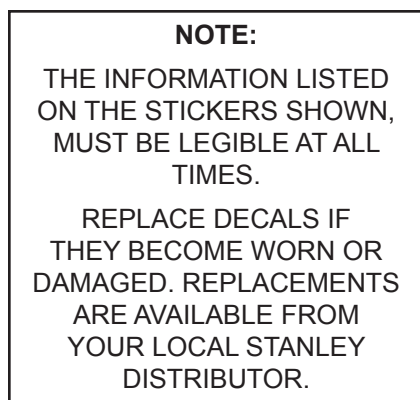 NOTE:
THE INFORMATION LISTED
ON THE STICKERS SHOWN,
MUST BE LEGIBLE AT ALL
TIMES.
REPLACE DECALS IF
THEY BECOME WORN OR
DAMAGED. REPLACEMENTS
ARE AVAILABLE FROM
YOUR LOCAL STANLEY
DISTRIBUTOR.